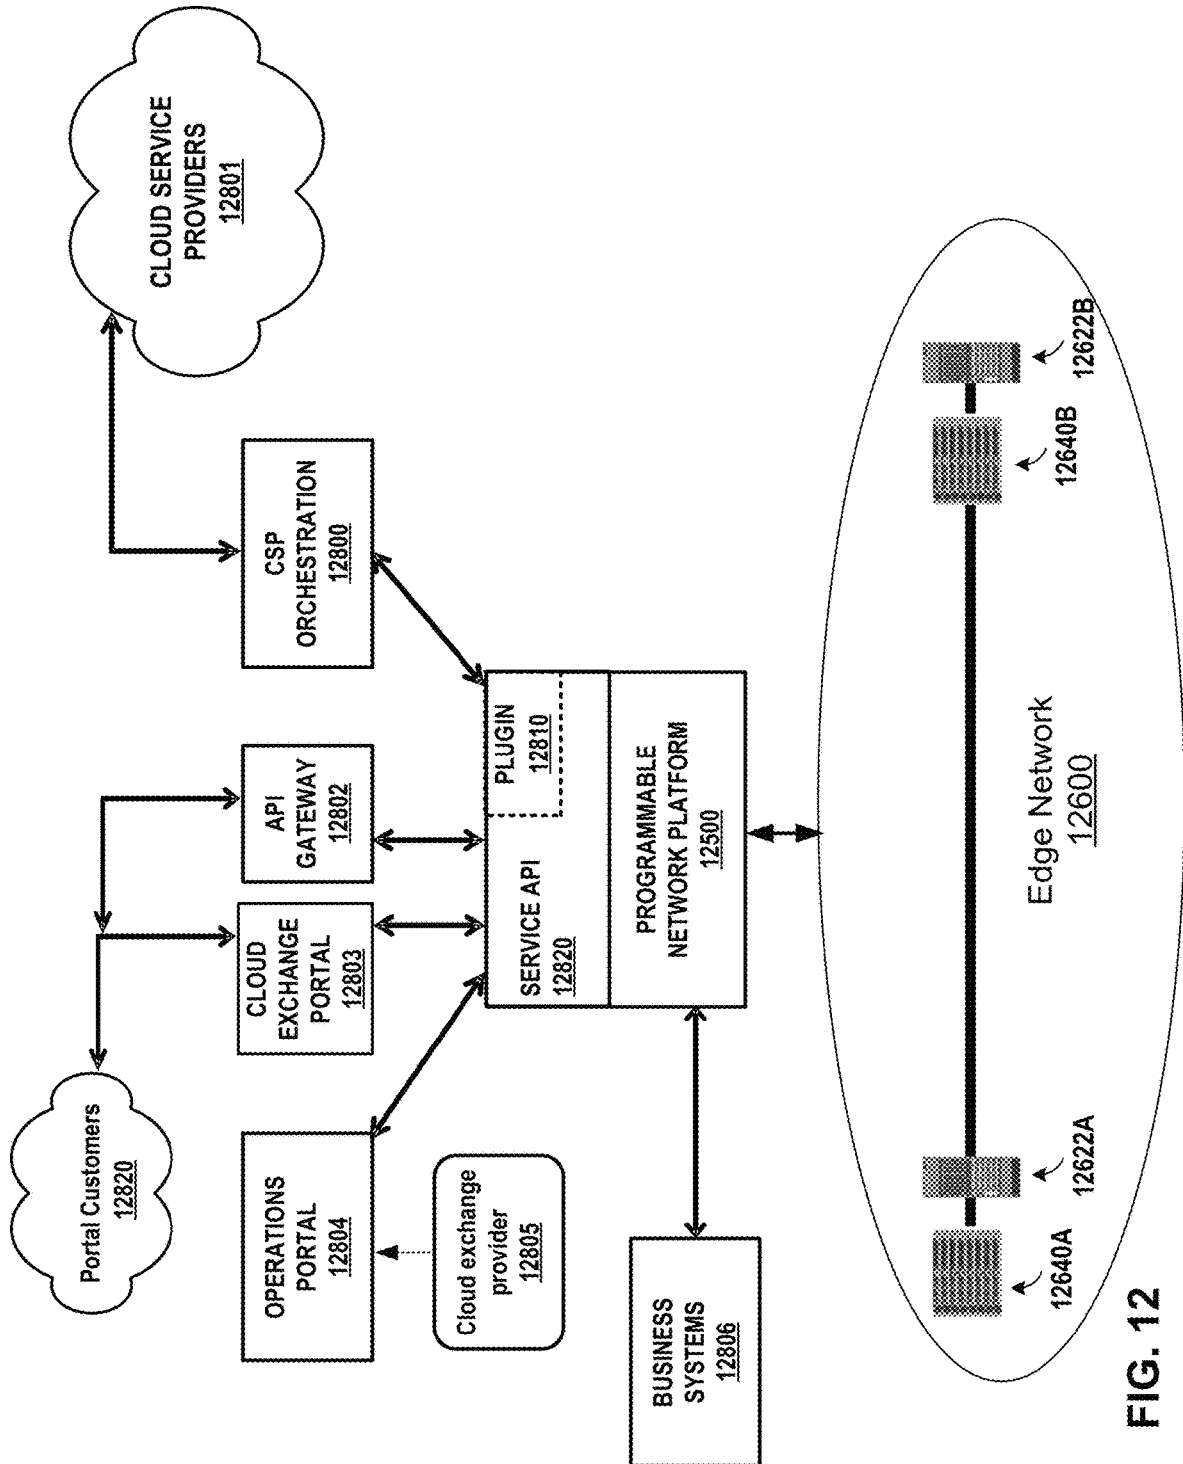 Portal Customers
12820
CLOUD SERVICE
PROVIDERS
12801
OPERATIONS
PORTAL
12804
CLOUD
EXCHANGE
PORTAL
12803
API
GATEWAY
12802
CSP
ORCHESTRATION
12800
Cloud exchange
provider
12805
SERVICE API
12820
PLUGIN
12810
PROGRAMMABLE
NETWORK PLATFORM
12500
BUSINESS
SYSTEMS
12806
Edge Network
12600
12640A
12622A
12640B
12622B
FIG. 12